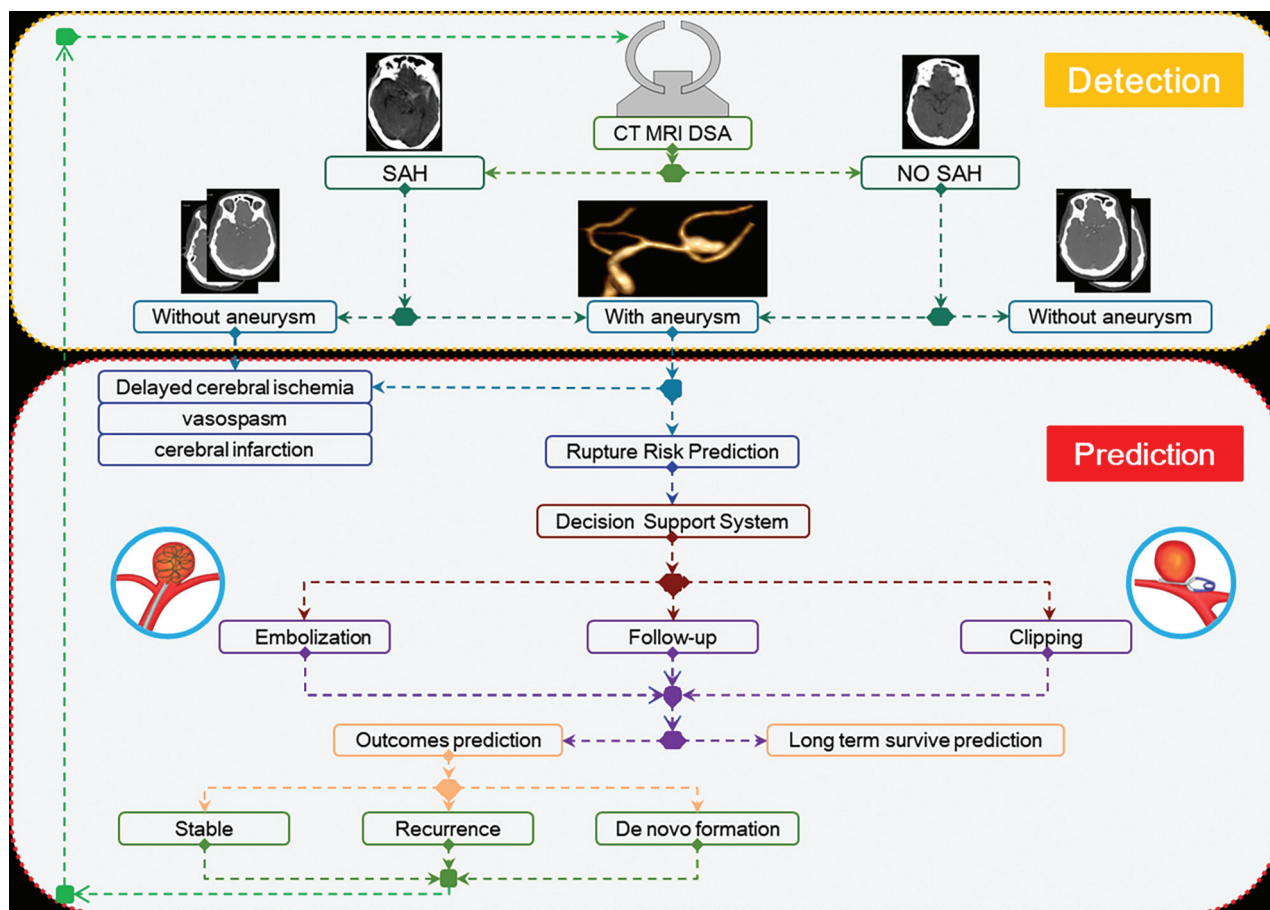 Detection
CT MRI DSA
SAH
NO SAH
Without aneurysm
With aneurysm
Without aneurysm
Delayed cerebral ischemia
vasospasm
cerebral infarction
Rupture Risk Prediction
Prediction
Decision Support System
Embolization
Follow-up
Clipping
Outcomes prediction
Long term survive prediction
Stable
Recurrence
De novo formation